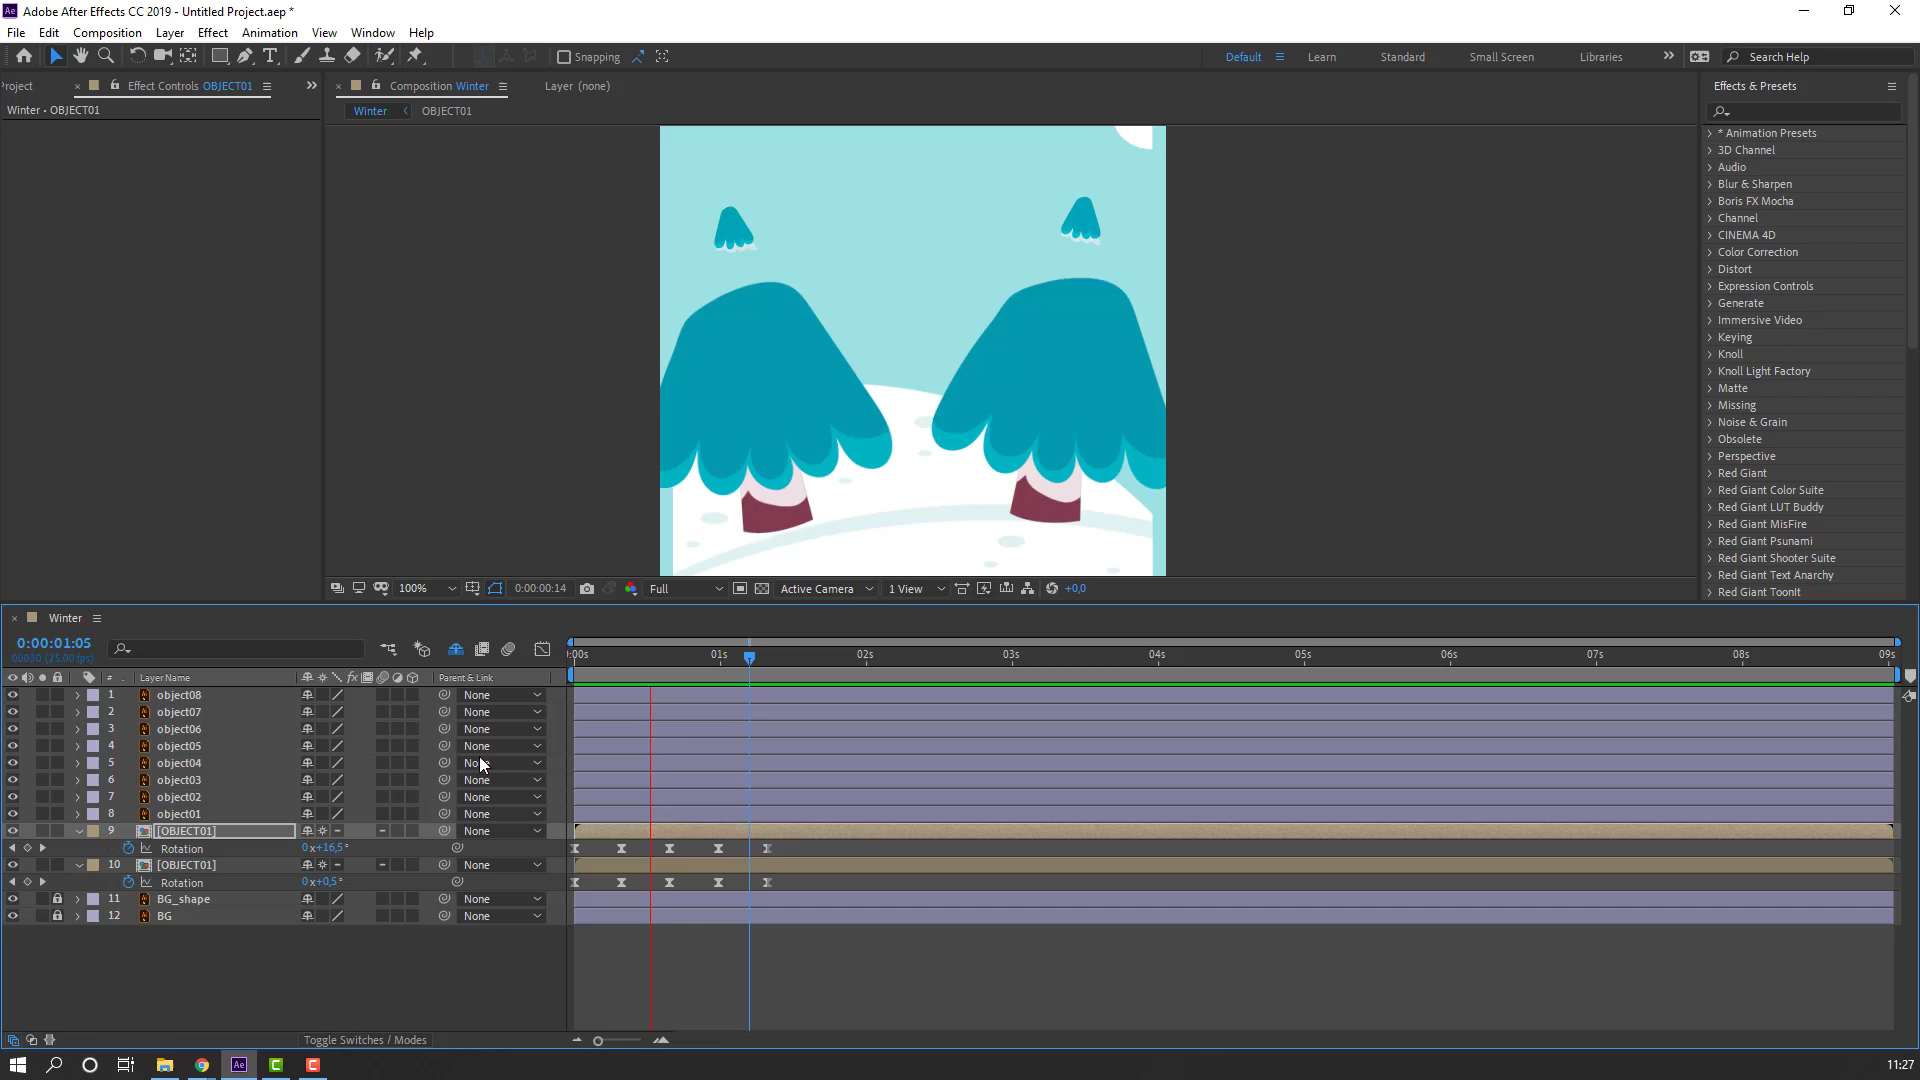 Adobe After Effects CC 2019 - Untitled Project.aep *
File Edit Composition Layer Effect Animation View Window Help
Snapping
Default Learn Standard Small Screen Libraries Search Help
roject Effect Controls OBJECT01 Composition Winter Layer (none) Effects & Presets
Winter • OBJECT01
Winter OBJECT01
* Animation Presets
3D Channel
Audio
Blur & Sharpen
Boris FX Mocha
Channel
CINEMA 4D
Color Correction
Distort
Expression Controls
Generate
Immersive Video
Keying
Knoll
Knoll Light Factory
Matte
Missing
Noise & Grain
Obsolete
Perspective
Red Giant
Red Giant Color Suite
Red Giant LUT Buddy
Red Giant MisFire
Red Giant Psunami
Red Giant Shooter Suite
Red Giant Text Anarchy
Red Giant ToonIt
100% 0:00:00:14 Full Active Camera 1 View +0,0
Winter
0:00:01:05
00030 (25.00 fps)
:00s 01s 02s 03s 04s 05s 06s 07s 08s 09s
# . Layer Name Parent & Link
1 object08 None
2 object07 None
3 object06 None
4 object05 None
5 object04 None
6 object03 None
7 object02 None
8 object01 None
9 [OBJECT01] None
Rotation 0x+16,5°
10 [OBJECT01] None
Rotation 0x+0,5°
11 BG_shape None
12 BG None
Toggle Switches / Modes
11:27